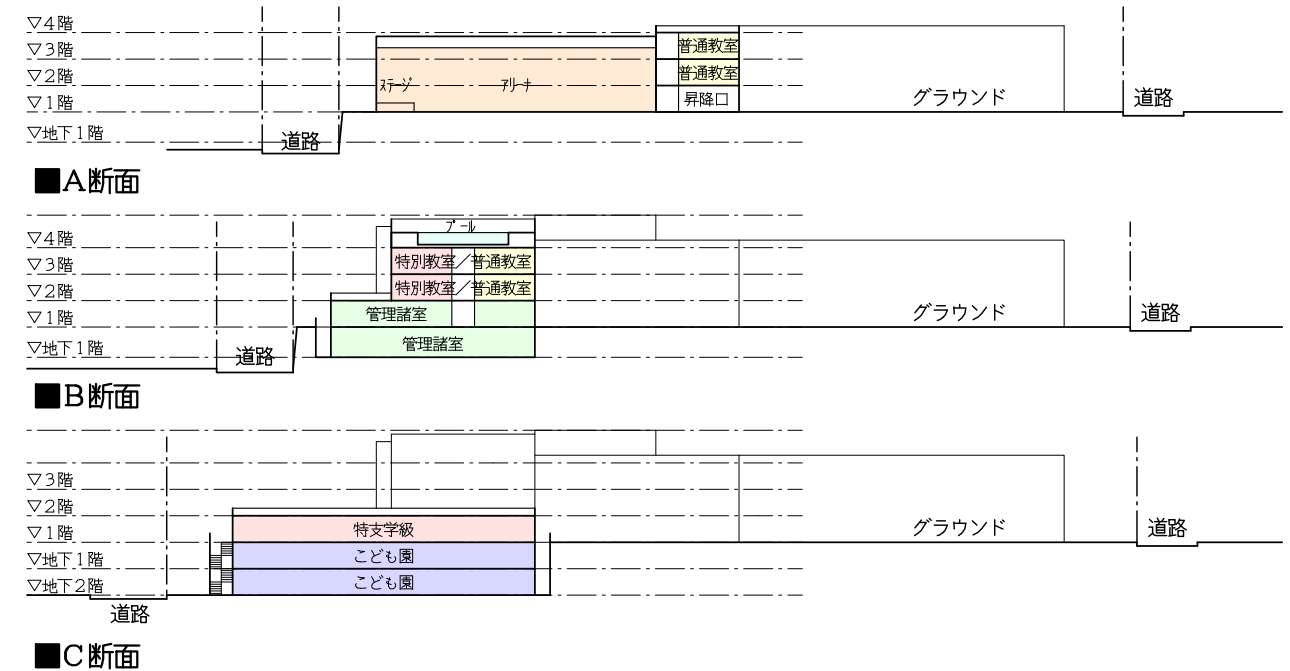 ▽4階
▽3階
▽2階
▽1階
▽地下1階
普通教室
普通教室
昇降口
ステージ
アリーナ
グラウンド
道路
道路
■A断面
▽4階
▽3階
▽2階
▽1階
▽地下1階
プール
特別教室／普通教室
特別教室／普通教室
管理諸室
管理諸室
グラウンド
道路
道路
■B断面
▽3階
▽2階
▽1階
▽地下1階
▽地下2階
特支学級
こども園
こども園
グラウンド
道路
道路
■C断面